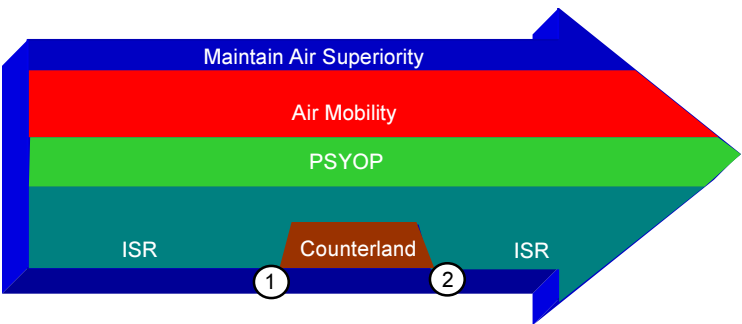 Maintain Air Superiority
Air Mobility
PSYOP
ISR
Counterland
ISR
1
2